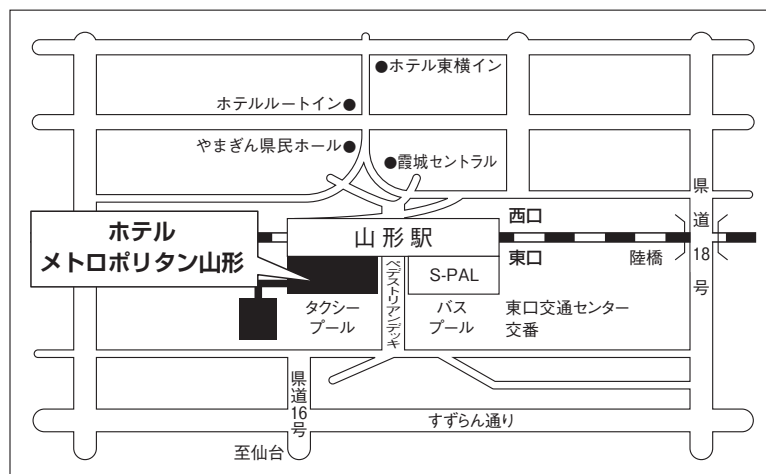 ホテル東横イン
ホテルルートイン
やまぎん県民ホール
霞城セントラル
県道18号
ホテル
メトロポリタン山形
西口
山形駅
東口
陸橋
S-PAL
ペデストリアンデッキ
タクシー
プール
バス
プール
東口交通センター
交番
県道16号
すずらん通り
至仙台